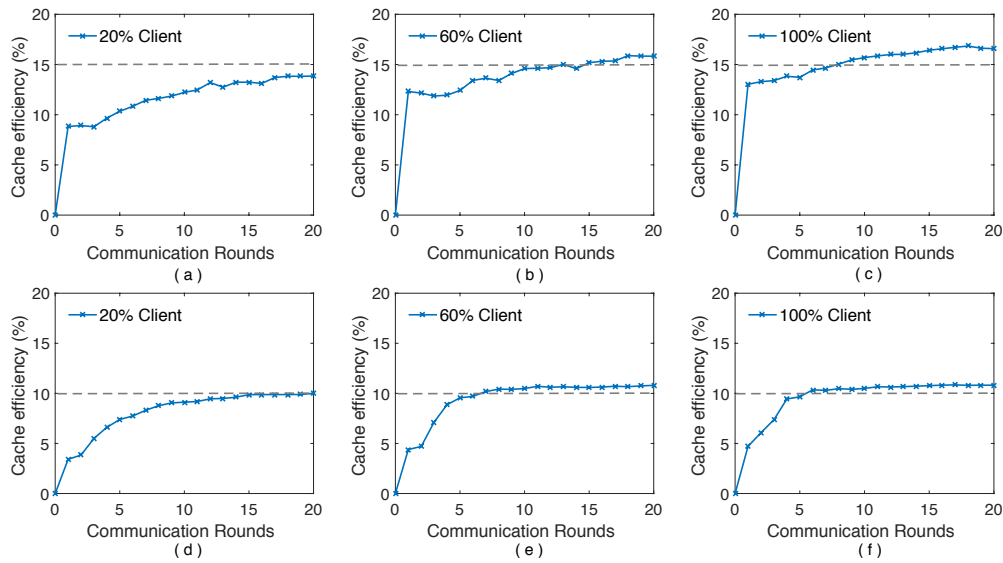 20
15
10
5
0
Cache efficiency (%)
20% Client
0 5 10 15 20
Communication Rounds
( a )
20
15
10
5
0
Cache efficiency (%)
60% Client
0 5 10 15 20
Communication Rounds
( b )
20
15
10
5
0
Cache efficiency (%)
100% Client
0 5 10 15 20
Communication Rounds
( c )
20
15
10
5
0
Cache efficiency (%)
20% Client
0 5 10 15 20
Communication Rounds
( d )
20
15
10
5
0
Cache efficiency (%)
60% Client
0 5 10 15 20
Communication Rounds
( e )
20
15
10
5
0
Cache efficiency (%)
100% Client
0 5 10 15 20
Communication Rounds
( f )